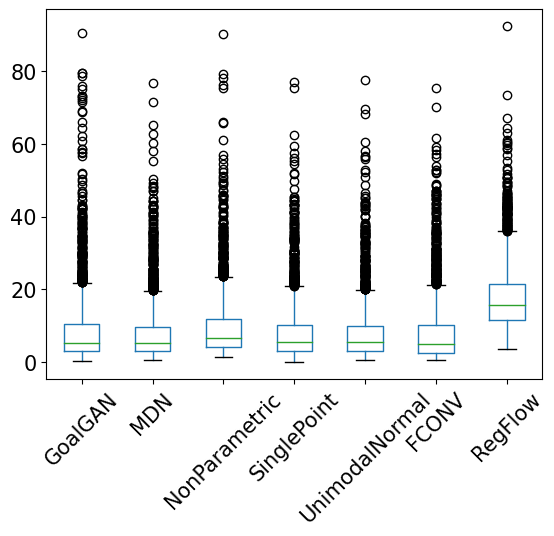 80
60
40
20
0
GoalGAN
MDN
NonParametric
SinglePoint
UnimodalNormal
FCONV
RegFlow